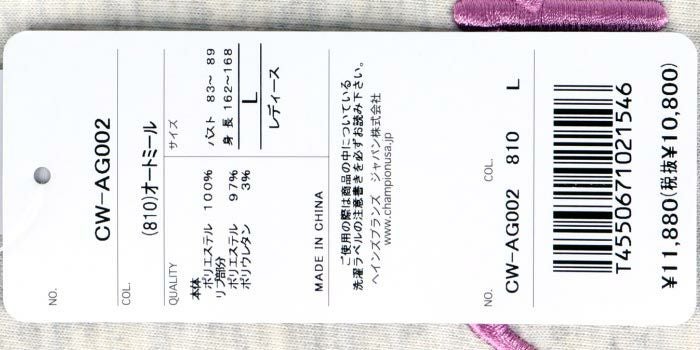 NO.
CW-AG002
COL.
(810)オートミール
サイズ
バスト 83~ 89
身 長 162~168
L
レディース
QUALITY
本体
ポリエステル 100%
リブ部分
ポリエステル 97%
ポリウレタン 3%
MADE IN CHINA
ご使用の際は商品の中についている
洗濯ラベルの注意書きを必ずお読み下さい。
ヘインズブランズ ジャパン株式会社
www.championusa.jp
NO. COL.
CW-AG002 810 L
T4550671021546
¥11,880(税抜¥10,800)